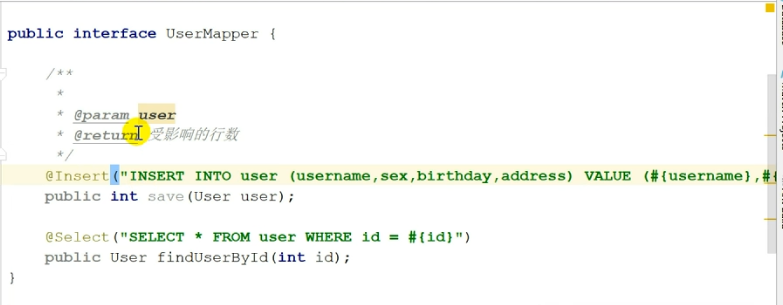 public interface UserMapper {
/**
*
* @param user
* @return 受影响的行数
*/
@Insert("INSERT INTO user (username,sex,birthday,address) VALUE (#{username},#{
public int save(User user);
@Select("SELECT * FROM user WHERE id = #{id}")
public User findUserById(int id);
}